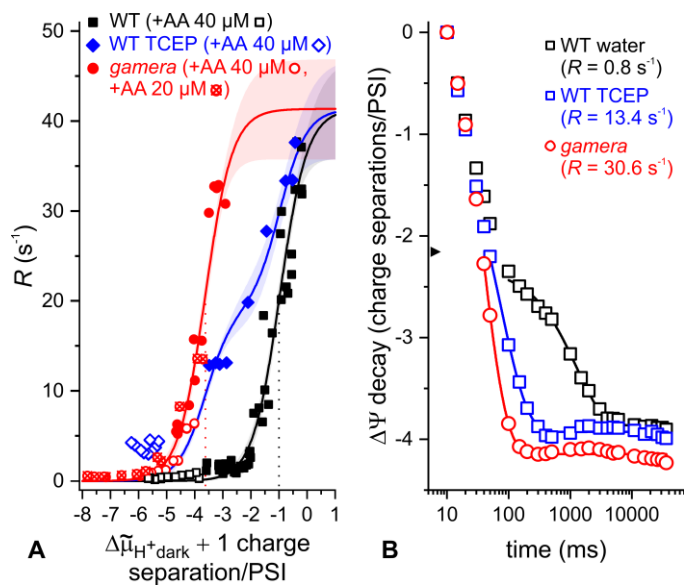 50
40
30
20
10
0
R (s⁻¹)
■ WT (+AA 40 µM □)
◆ WT TCEP (+AA 40 µM ◇)
● gamera (+AA 40 µM ○,
+AA 20 µM ⊠)
-8 -7 -6 -5 -4 -3 -2 -1 0 1
A
Δμ̃H⁺dark + 1 charge
separation/PSI
0
-1
-2
-3
-4
ΔΨ decay (charge separations/PSI)
□ WT water
(R = 0.8 s⁻¹)
□ WT TCEP
(R = 13.4 s⁻¹)
○ gamera
(R = 30.6 s⁻¹)
10 100 1000 10000
B
time (ms)